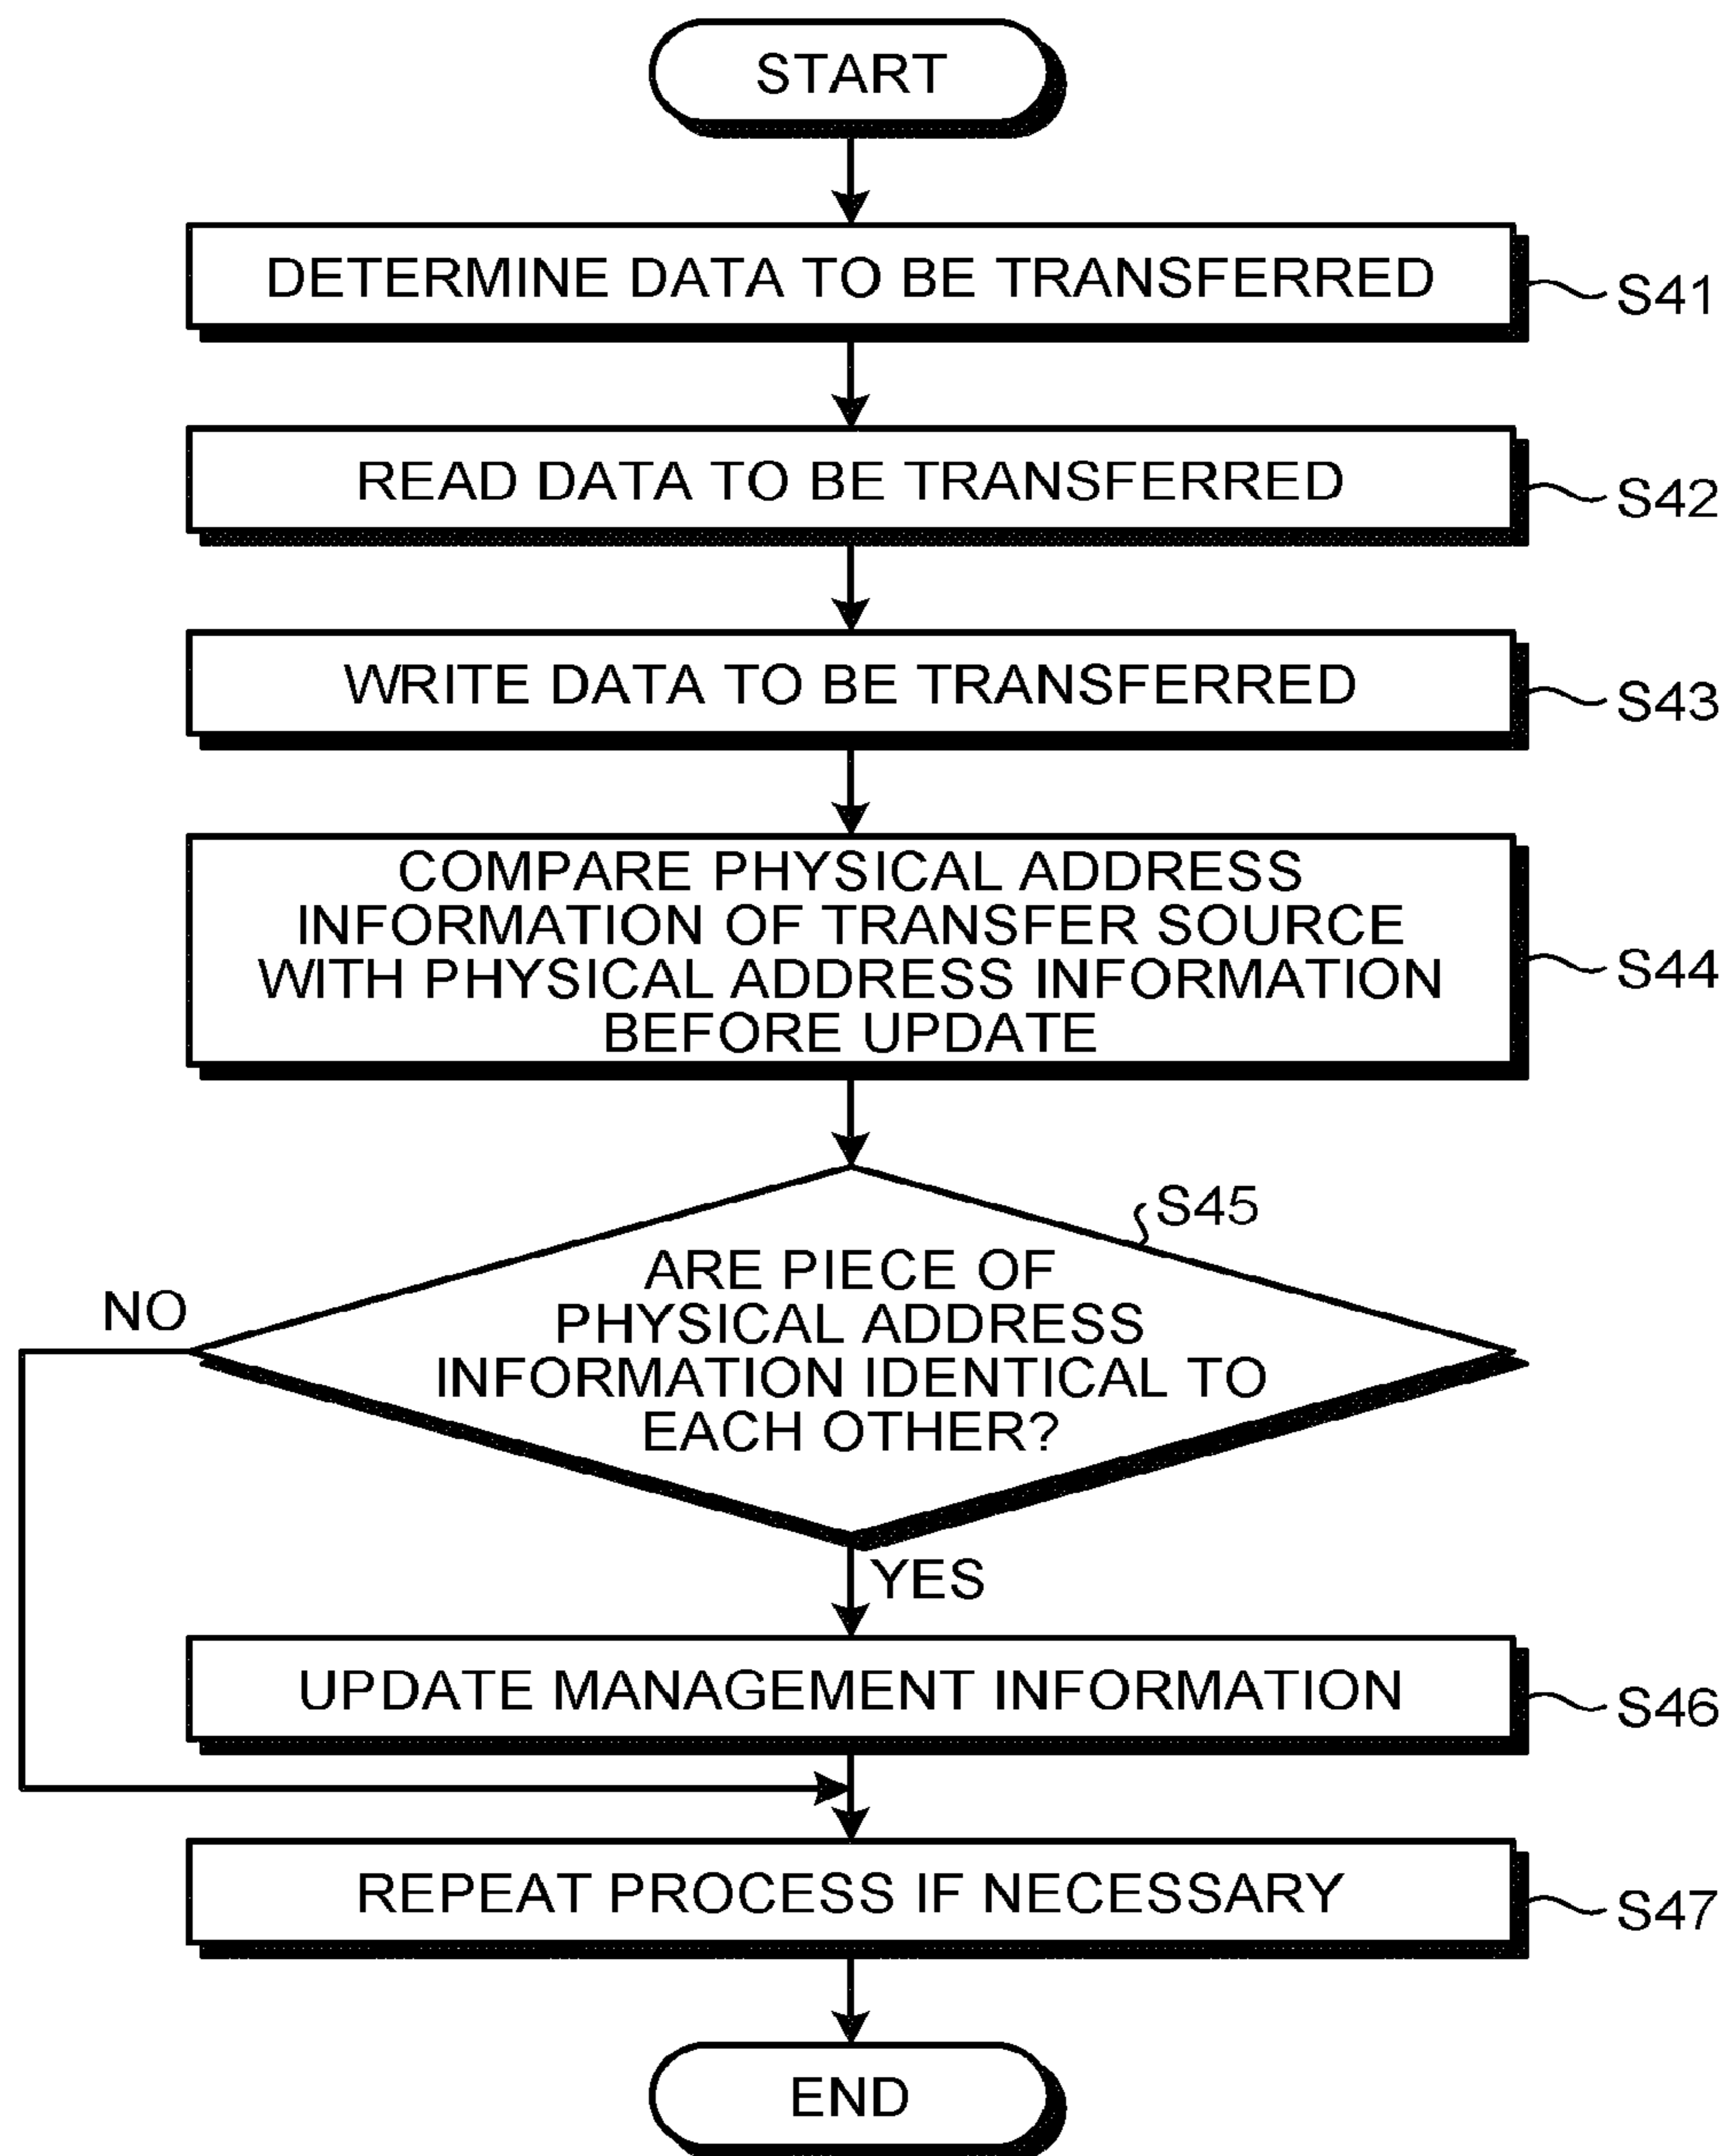 START
DETERMINE DATA TO BE TRANSFERRED
S41
READ DATA TO BE TRANSFERRED
S42
WRITE DATA TO BE TRANSFERRED
S43
COMPARE PHYSICAL ADDRESS
INFORMATION OF TRANSFER SOURCE
WITH PHYSICAL ADDRESS INFORMATION
BEFORE UPDATE
S44
S45
ARE PIECE OF
PHYSICAL ADDRESS
INFORMATION IDENTICAL TO
EACH OTHER?
NO
YES
UPDATE MANAGEMENT INFORMATION
S46
REPEAT PROCESS IF NECESSARY
S47
END